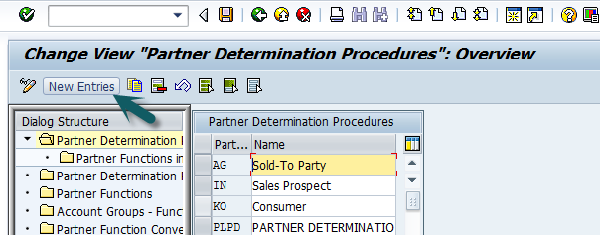 Change View "Partner Determination Procedures": Overview
New Entries
Dialog Structure
Partner Determination
Partner Functions in
Partner Determination
Partner Functions
Account Groups - Func
Partner Function Conve
Partner Determination Procedures
Part... Name
AG Sold-To Party
IN Sales Prospect
KO Consumer
PLPD PARTNER DETERMINATIO